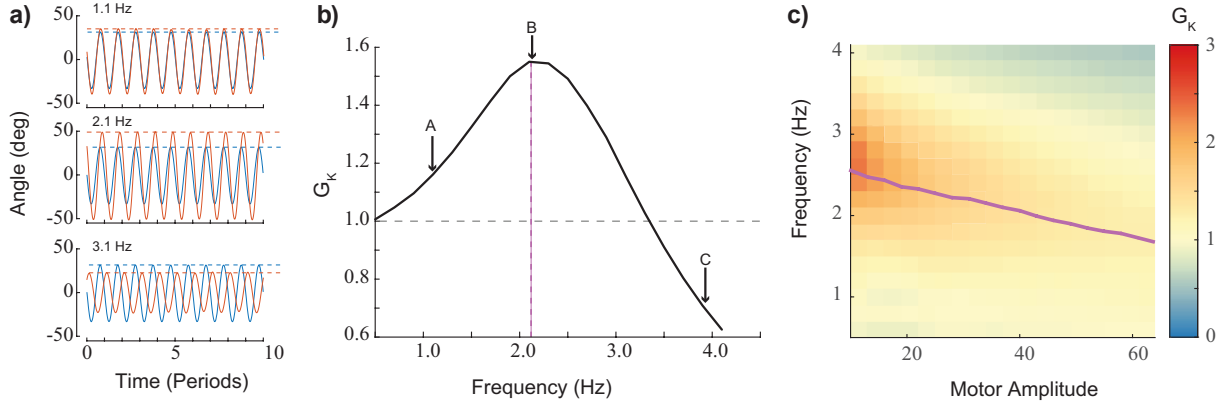 a)
1.1 Hz
50
0
-50
2.1 Hz
50
0
-50
3.1 Hz
50
0
-50
0
5
10
Angle (deg)
Time (Periods)
b)
A
B
C
1.6
1.4
1.2
1.0
0.8
0.6
1.0
2.0
3.0
4.0
G_K
Frequency (Hz)
c)
4
3
2
1
20
40
60
Frequency (Hz)
Motor Amplitude
G_K
3
2
1
0